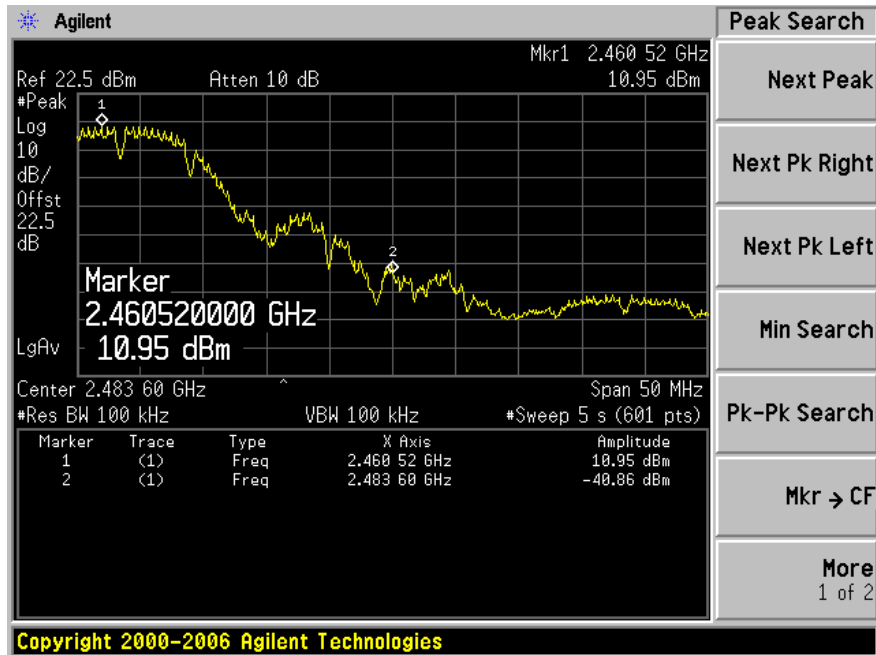 Agilent
Peak Search
Mkr1 2.460 52 GHz
Ref 22.5 dBm Atten 10 dB 10.95 dBm
#Peak
Log
10
dB/
Offst
22.5
dB
LgAv
1
2
Marker
2.460520000 GHz
10.95 dBm
Center 2.483 60 GHz ^ Span 50 MHz
#Res BW 100 kHz VBW 100 kHz #Sweep 5 s (601 pts)
Marker Trace Type X Axis Amplitude
1 (1) Freq 2.460 52 GHz 10.95 dBm
2 (1) Freq 2.483 60 GHz -40.86 dBm
Next Peak
Next Pk Right
Next Pk Left
Min Search
Pk-Pk Search
Mkr → CF
More
1 of 2
Copyright 2000-2006 Agilent Technologies